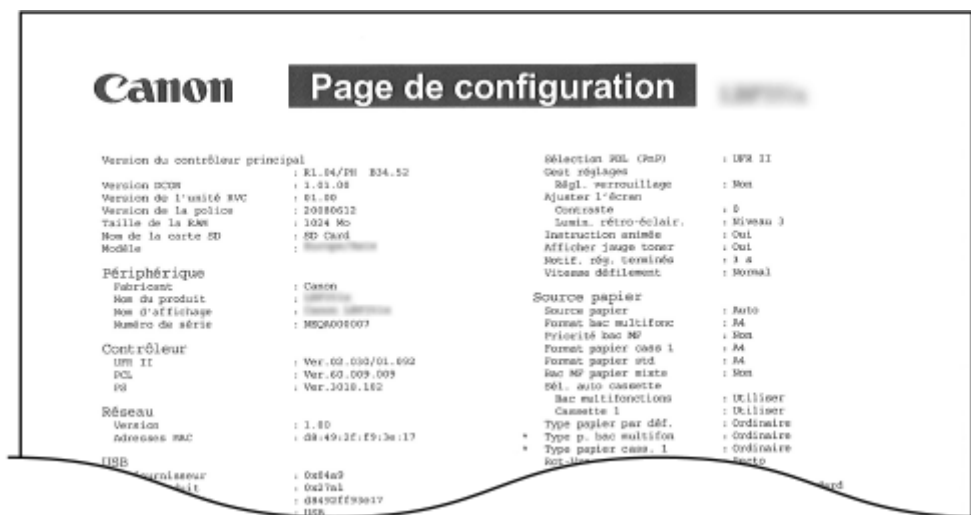 Canon
Page de configuration
Version du contrôleur principal
: R1.04/PH B34.52
Version DCON : 1.01.08
Version de l'unité RVC : 01.00
Version de la police : 20080612
Taille de la RAM : 1024 Mo
Nom de la carte SD : SD Card
Modèle :
Périphérique
Fabricant : Canon
Nom du produit :
Nom d'affichage :
Numéro de série : NSQA000007
Contrôleur
UFR II : Ver.02.030/01.092
PCL : Ver.60.009.009
PS : Ver.3010.102
Réseau
Version : 1.80
Adresses MAC : d8:49:2f:f9:3e:17
USB
: 0x04a9
: 0x27a1
: d8492ff93e17
: USB
Sélection PDL (PnP) : UFR II
Gest réglages
Régl. verrouillage : Non
Ajuster l'écran
Contraste : 0
Lumin. rétro-éclair. : Niveau 3
Instruction animée : Oui
Afficher jauge toner : Oui
Notif. rég. terminés : 3 s
Vitesse défilement : Normal
Source papier
Source papier : Auto
Format bac multifonc : A4
Priorité bac MF : Non
Format papier cass 1 : A4
Format papier std : A4
Bac MF papier mixte : Non
Sél. auto cassette
Bac multifonctions : Utiliser
Cassette 1 : Utiliser
Type papier par déf. : Ordinaire
* Type p. bac multifon : Ordinaire
* Type papier cass. 1 : Ordinaire